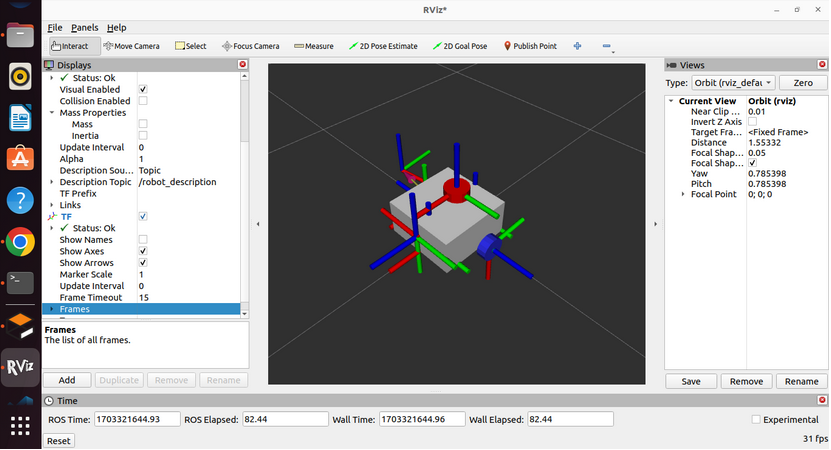 RViz*
File Panels Help
Interact Move Camera Select Focus Camera Measure 2D Pose Estimate 2D Goal Pose Publish Point
Displays
Status: Ok
Visual Enabled
Collision Enabled
Mass Properties
Mass
Inertia
Update Interval 0
Alpha 1
Description Sou... Topic
Description Topic /robot_description
TF Prefix
Links
TF
Status: Ok
Show Names
Show Axes
Show Arrows
Marker Scale 1
Update Interval 0
Frame Timeout 15
Frames
Frames
The list of all frames.
Add Duplicate Remove Rename
Views
Type: Orbit (rviz_defau Zero
Current View Orbit (rviz)
Near Clip ... 0.01
Invert Z Axis
Target Fra... <Fixed Frame>
Distance 1.55332
Focal Shap... 0.05
Focal Shap...
Yaw 0.785398
Pitch 0.785398
Focal Point 0; 0; 0
Save Remove Rename
Time
ROS Time: 1703321644.93 ROS Elapsed: 82.44 Wall Time: 1703321644.96 Wall Elapsed: 82.44 Experimental
Reset 31 fps
RViz